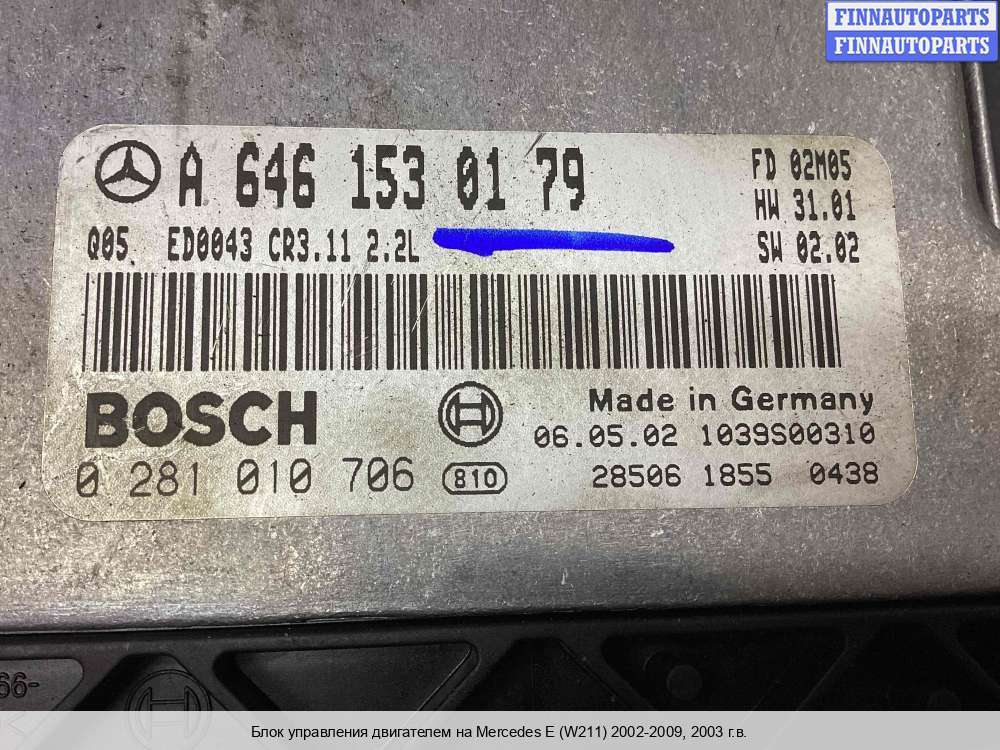 FINNAUTOPARTS
FINNAUTOPARTS
A 646 153 01 79
FD 02M05
HW 31.01
Q05 ED0043 CR3.11 2.2L
SW 02.02
BOSCH
Made in Germany
06.05.02 1039S00310
0 281 010 706 810
28506 1855 0438
66-
Блок управления двигателем на Mercedes E (W211) 2002-2009, 2003 г.в.